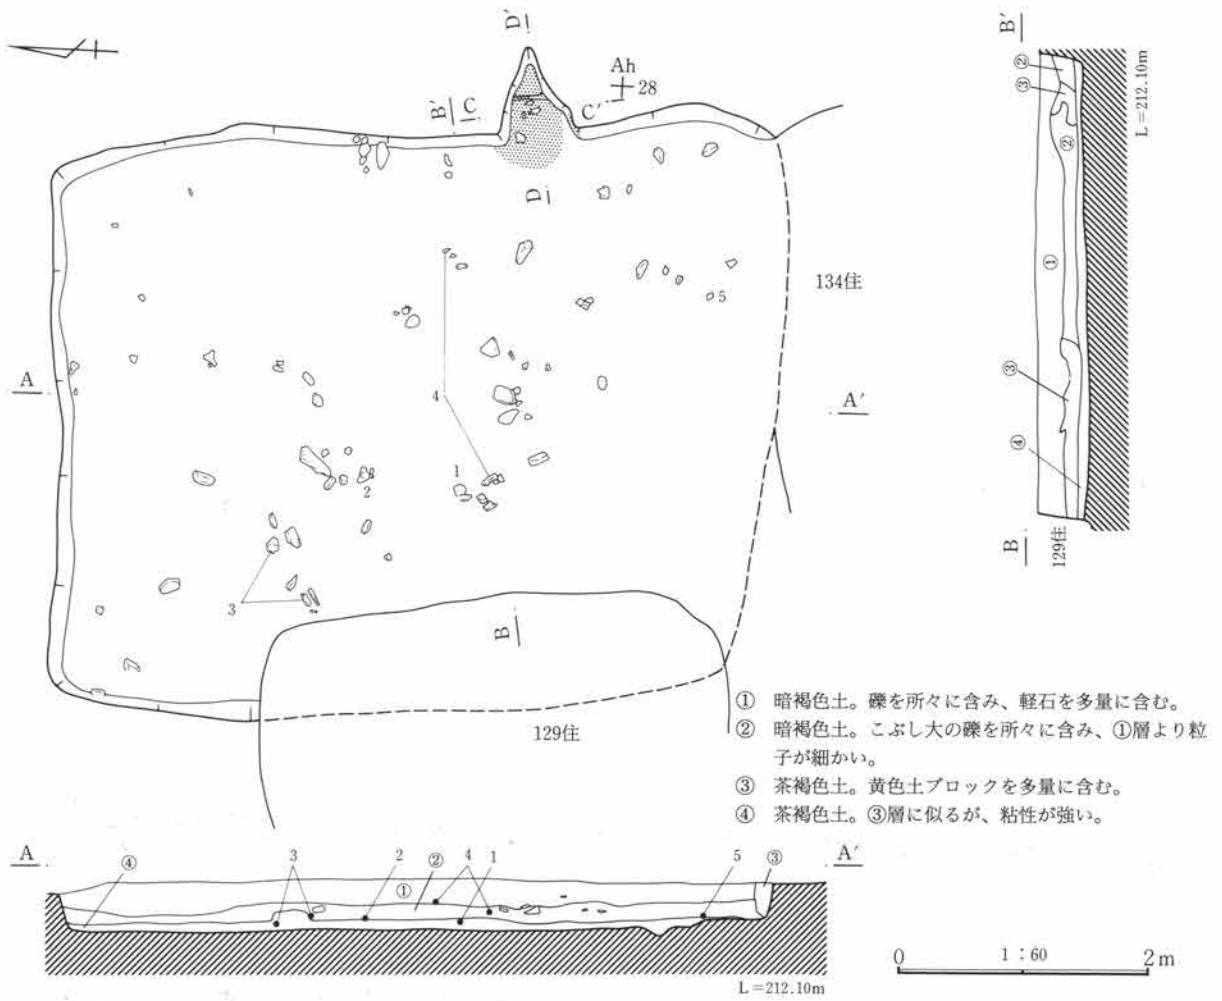 D′
Ah
28
B′
C
C′
D
134住
5
A
4
A′
1
2
3
B
129住
B′
②
③
②
①
③
④
B
129住
L=212.10m
① 暗褐色土。礫を所々に含み、軽石を多量に含む。
② 暗褐色土。こぶし大の礫を所々に含み、①層より粒
子が細かい。
③ 茶褐色土。黄色土ブロックを多量に含む。
④ 茶褐色土。③層に似るが、粘性が強い。
A
④
3
2
②
4
1
5
③
A′
①
L=212.10m
0
1:60
2m